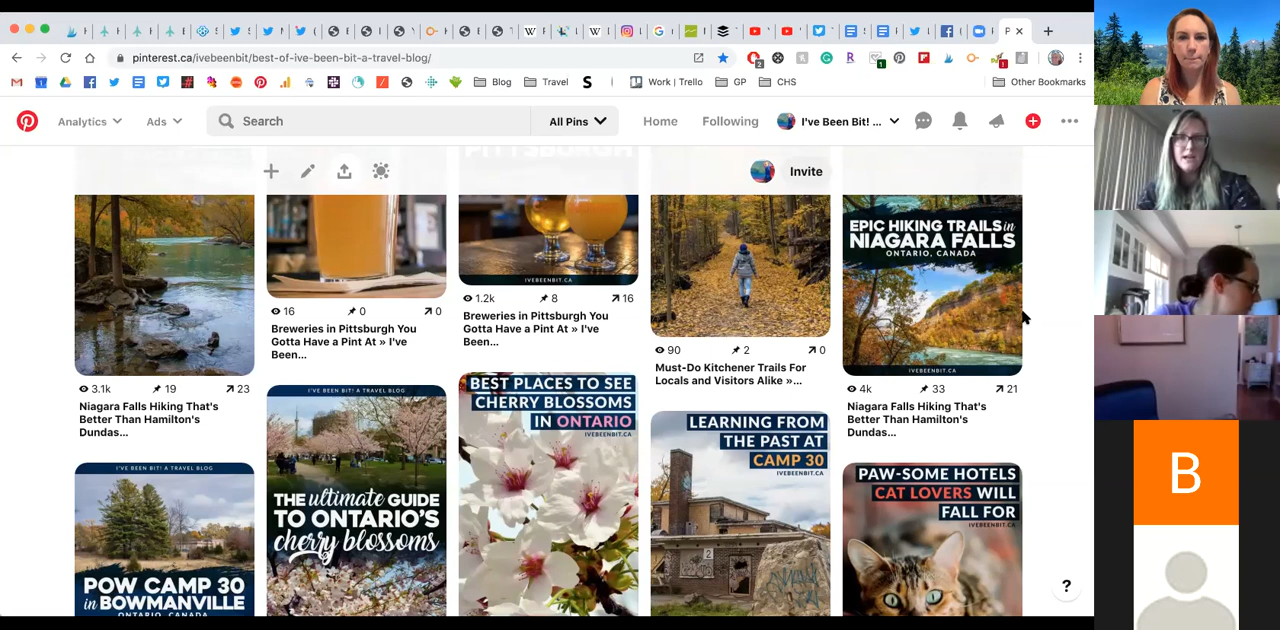 pinterest.ca/ivebeenbit/best-of-ive-been-bit-a-travel-blog/
Blog
Travel
S
Work | Trello
GP
CHS
Other Bookmarks
Analytics
Ads
Search
All Pins
Home
Following
I've Been Bit! ...
Invite
EPIC HIKING TRAILS in
NIAGARA FALLS
ONTARIO, CANADA
IVEBEENBIT.CA
16
0
0
Breweries in Pittsburgh You
Gotta Have a Pint At » I've
Been...
IVEBEENBIT.CA
1.2k
8
16
Breweries in Pittsburgh You
Gotta Have a Pint At » I've
Been...
90
2
0
Must-Do Kitchener Trails For
Locals and Visitors Alike »...
3.1k
19
23
Niagara Falls Hiking That's
Better Than Hamilton's
Dundas...
4k
33
21
Niagara Falls Hiking That's
Better Than Hamilton's
Dundas...
I'VE BEEN BIT! A TRAVEL BLOG
POW CAMP 30
in BOWMANVILLE
ONTARIO, CANADA
I'VE BEEN BIT! A TRAVEL BLOG
THE ultimate GUIDE
TO ONTARIO'S
cherry blossoms
BEST PLACES TO SEE
CHERRY BLOSSOMS
IN ONTARIO
IVEBEENBIT.CA
LEARNING FROM
THE PAST AT
CAMP 30
IVEBEENBIT.CA
2
PAW-SOME HOTELS
CAT LOVERS WILL
FALL FOR
IVEBEENBIT.CA
?
B